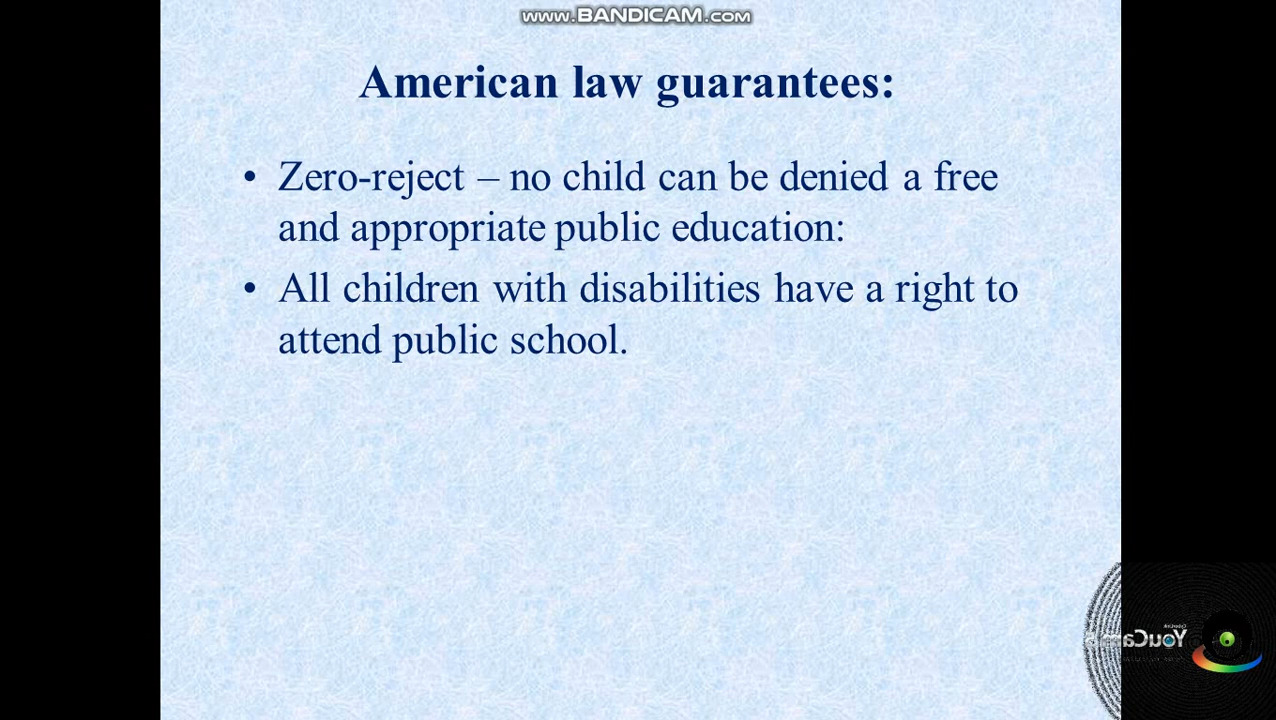 www.BANDICAM.com
American law guarantees:
• Zero-reject – no child can be denied a free
and appropriate public education:
• All children with disabilities have a right to
attend public school.
YouCam